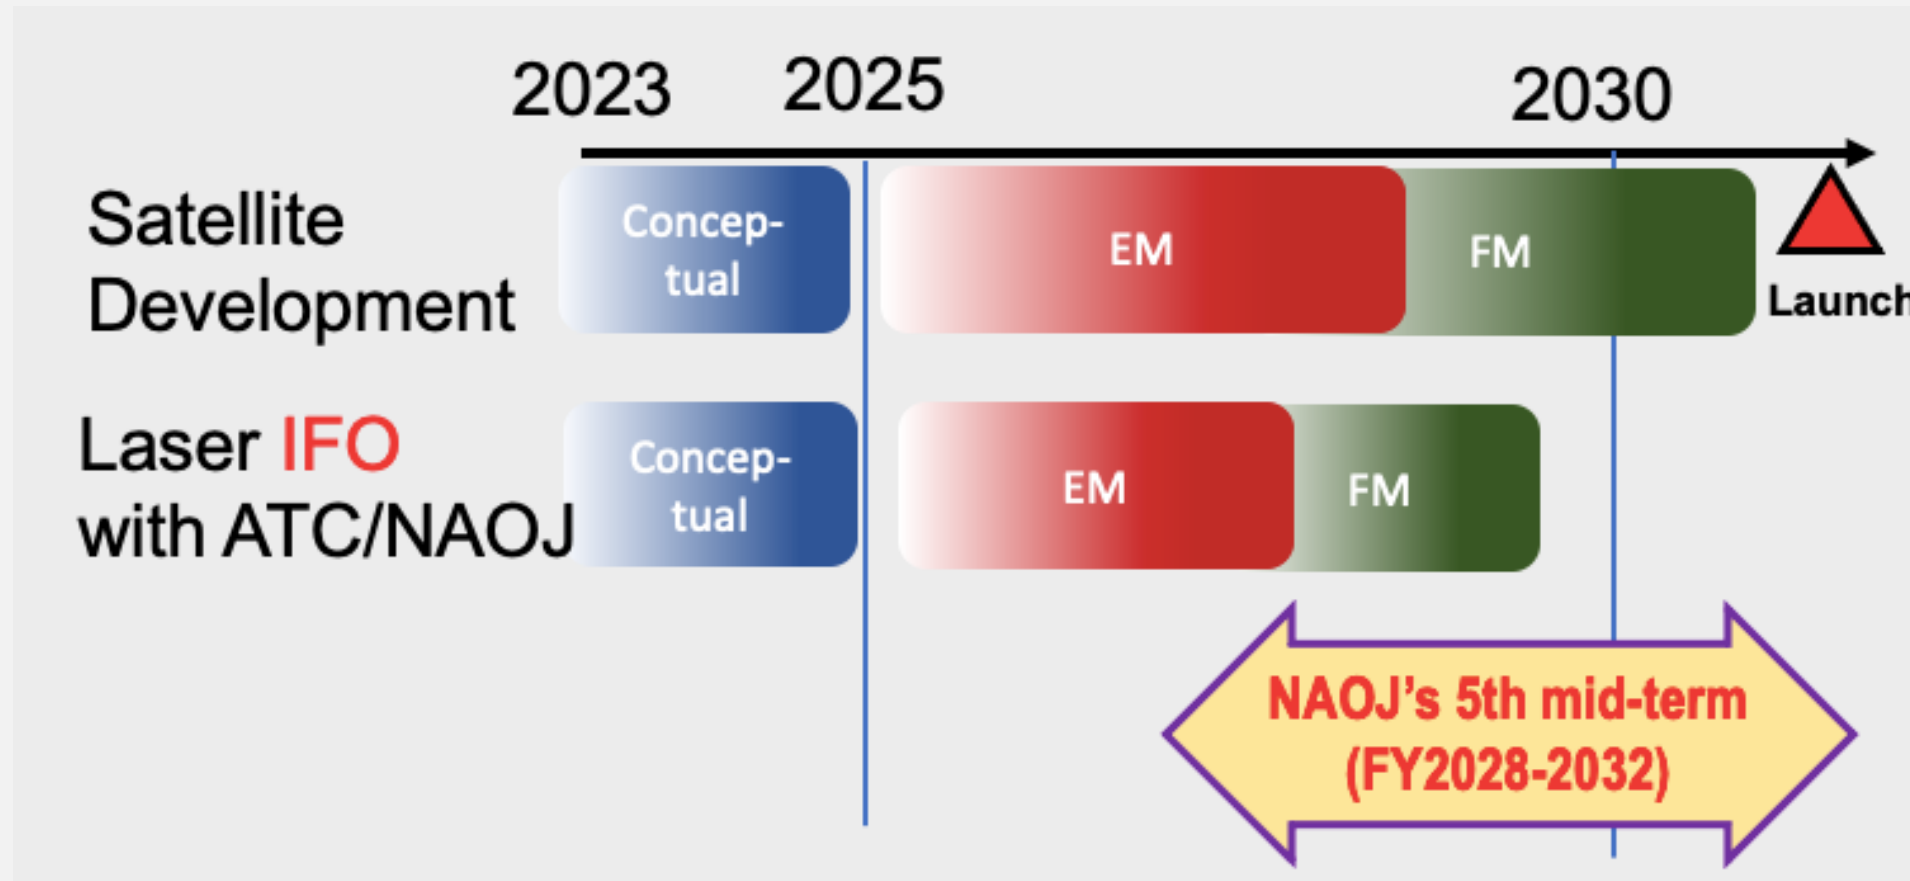 2023 2025 2030
Satellite
Development
Concep-
tual
EM
FM
Launch
Laser IFO
with ATC/NAOJ
Concep-
tual
EM
FM
NAOJ’s 5th mid-term
(FY2028-2032)